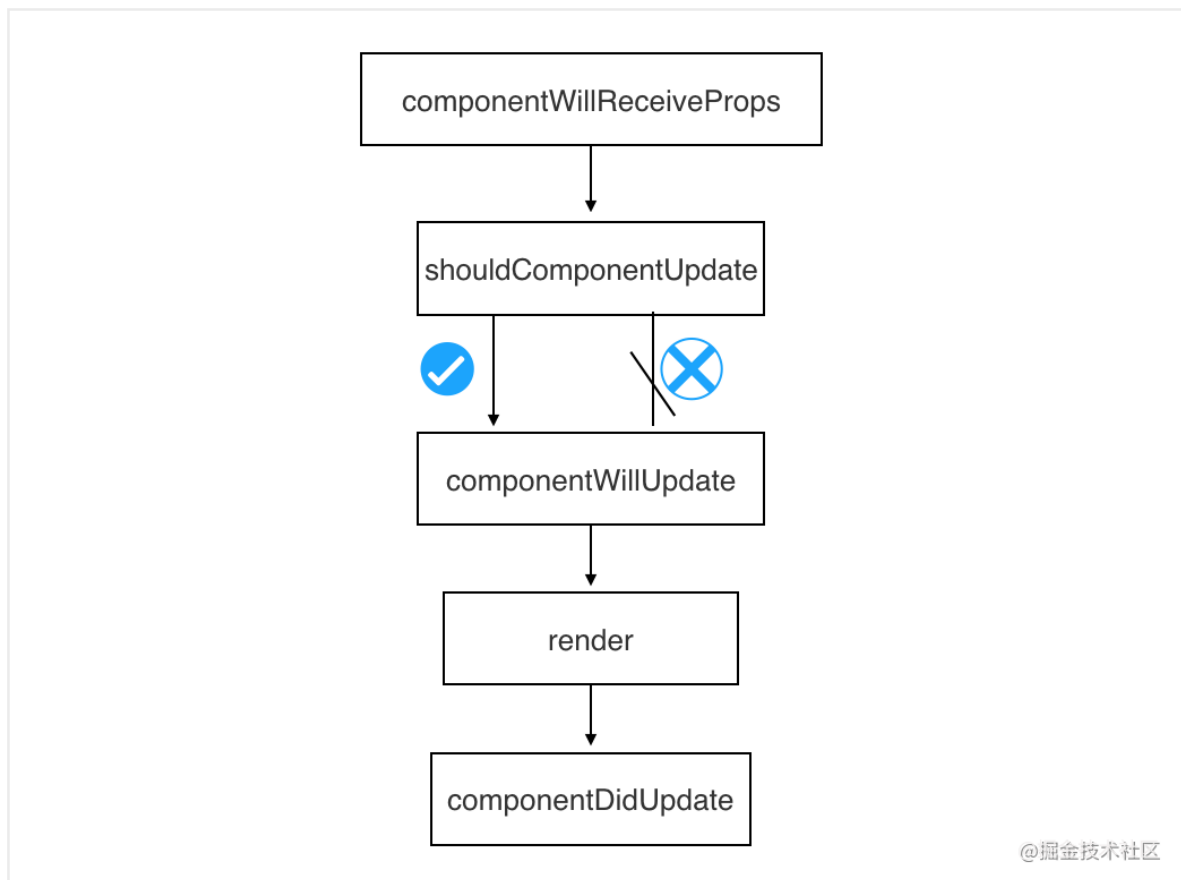 componentWillReceiveProps
shouldComponentUpdate
componentWillUpdate
render
componentDidUpdate
@掘金技术社区